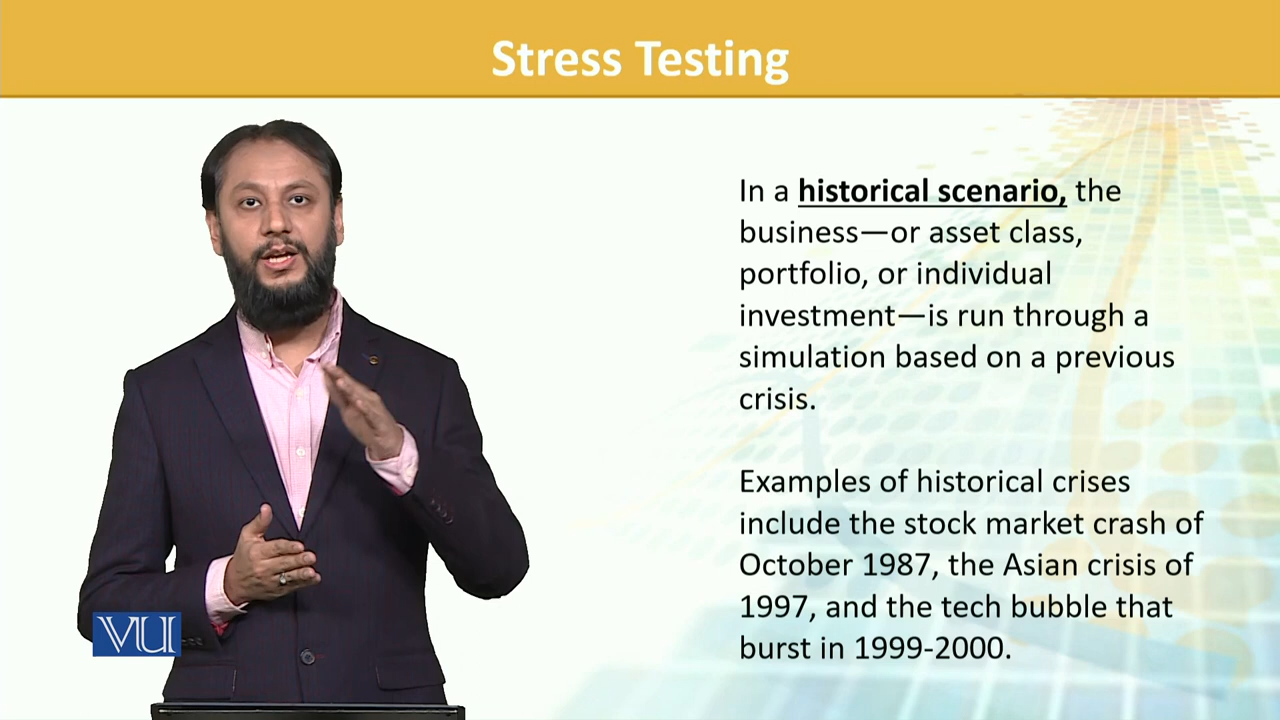 Stress Testing
In a historical scenario, the
business—or asset class,
portfolio, or individual
investment—is run through a
simulation based on a previous
crisis.
Examples of historical crises
include the stock market crash of
October 1987, the Asian crisis of
1997, and the tech bubble that
burst in 1999-2000.
VU